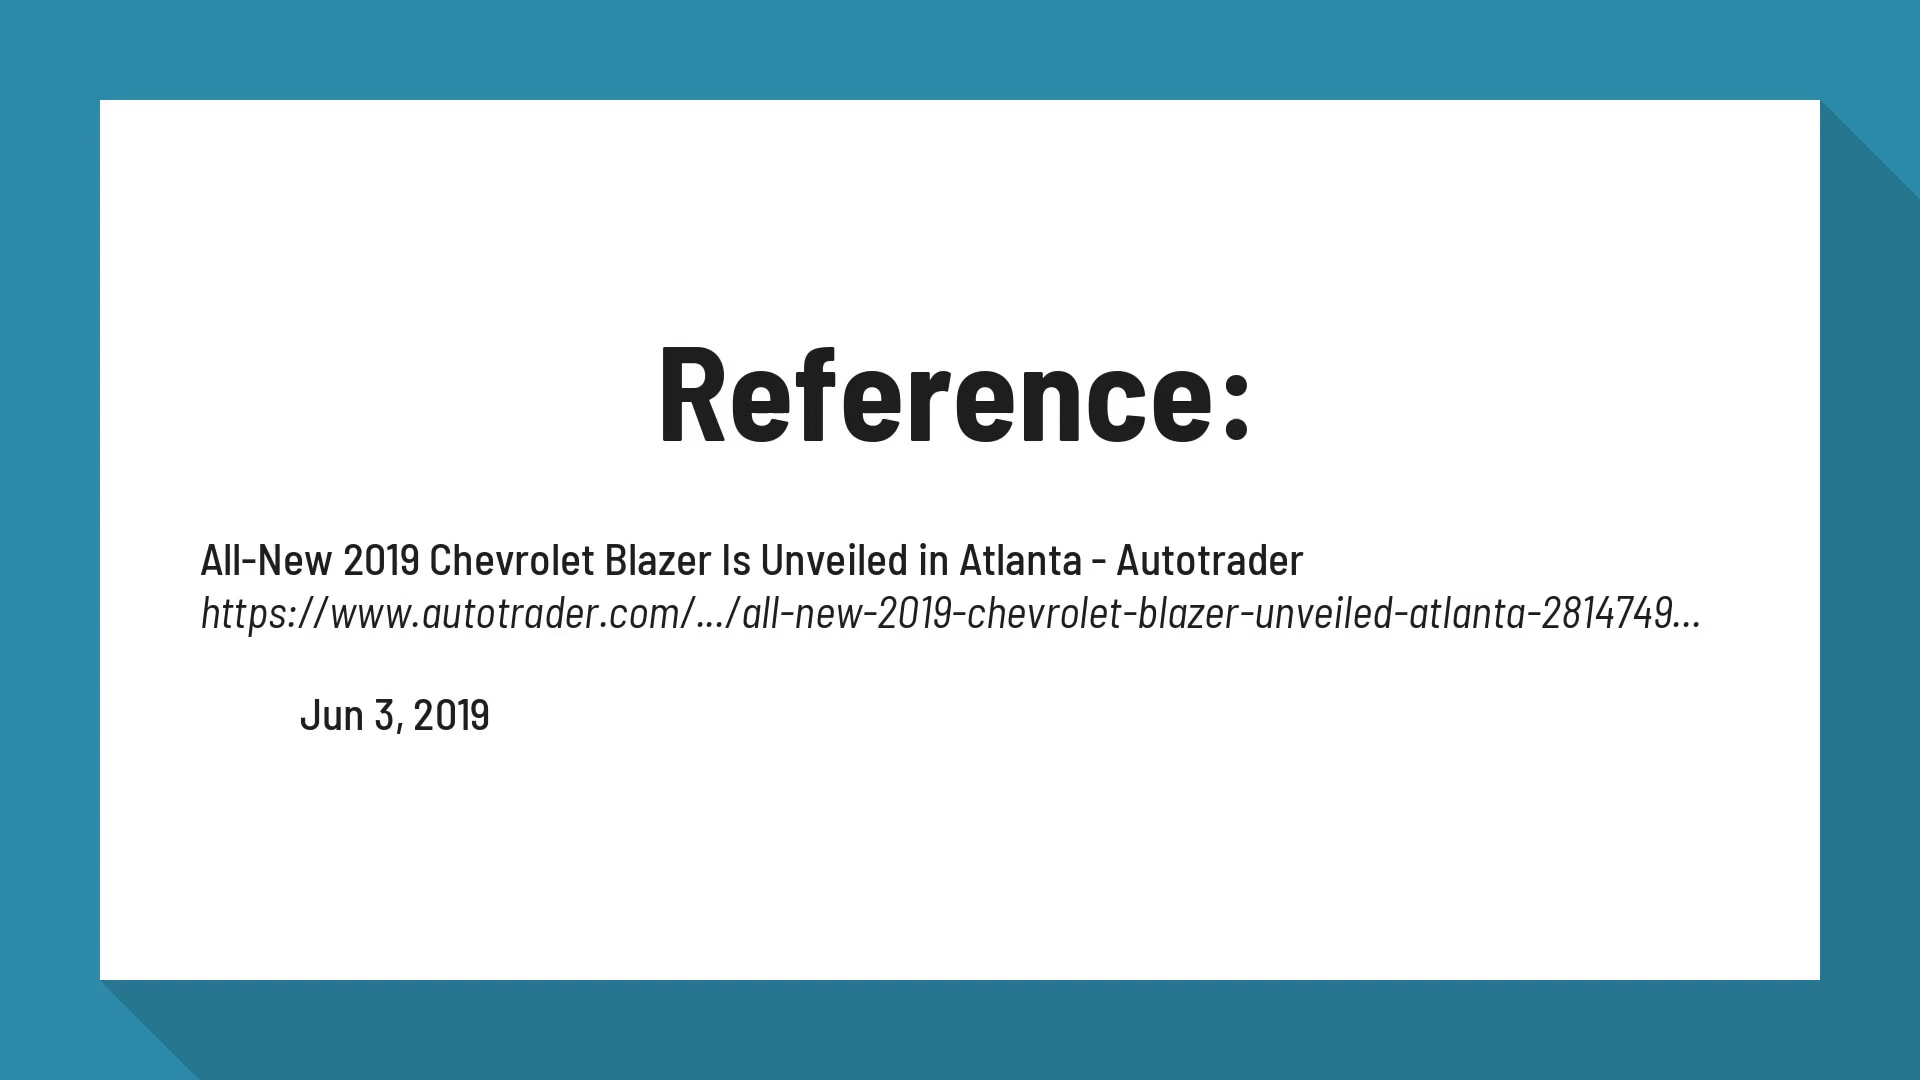 Reference:
All-New 2019 Chevrolet Blazer Is Unveiled in Atlanta - Autotrader
https://www.autotrader.com/.../all-new-2019-chevrolet-blazer-unveiled-atlanta-2814749...
Jun 3, 2019